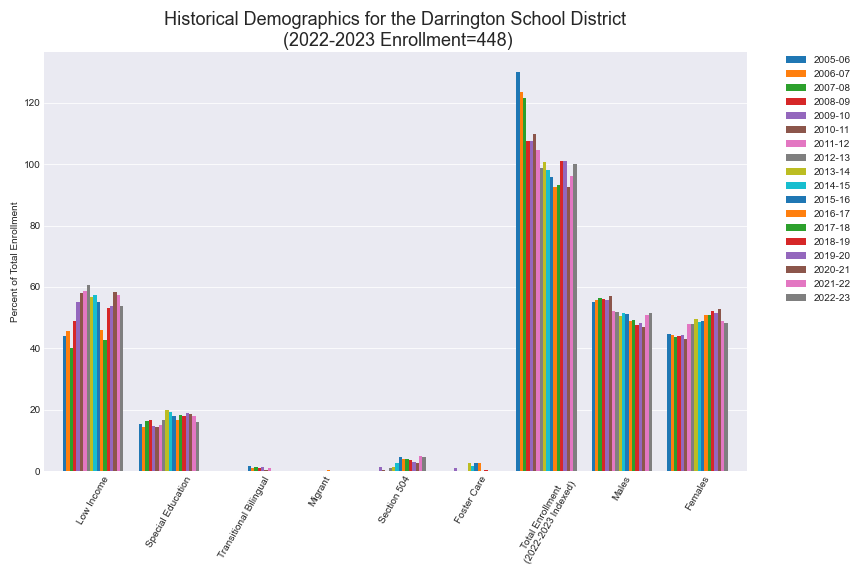 Historical Demographics for the Darrington School District
(2022-2023 Enrollment=448)
Percent of Total Enrollment
120
100
80
60
40
20
0
Low Income
Special Education
Transitional Bilingual
Migrant
Section 504
Foster Care
Total Enrollment
(2022-2023 Indexed)
Males
Females
2005-06
2006-07
2007-08
2008-09
2009-10
2010-11
2011-12
2012-13
2013-14
2014-15
2015-16
2016-17
2017-18
2018-19
2019-20
2020-21
2021-22
2022-23